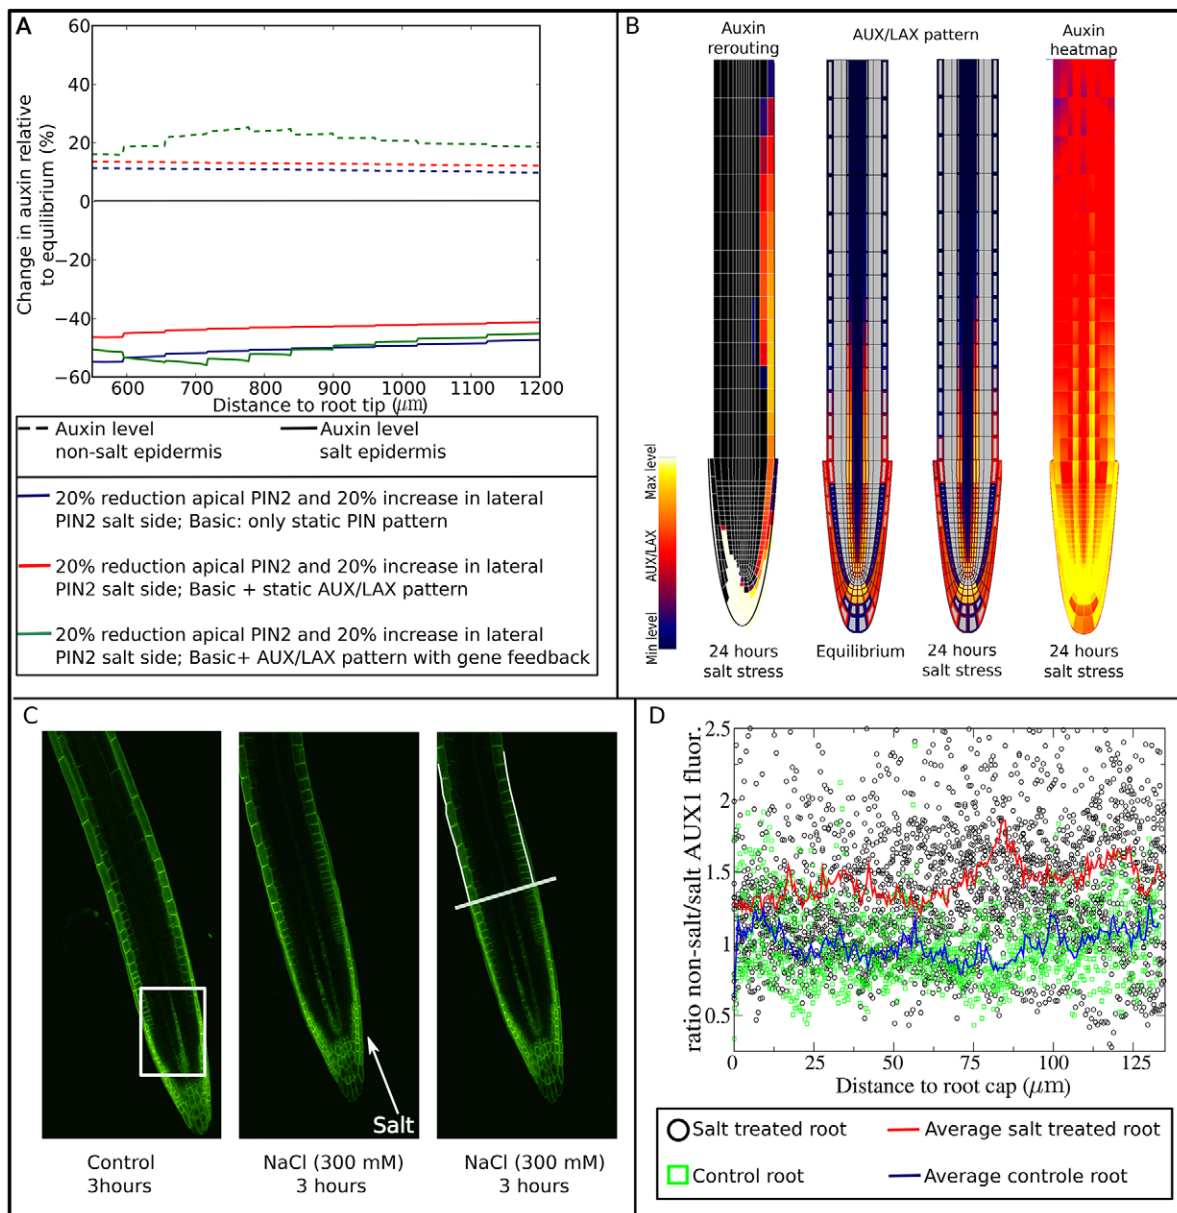 A
60
40
20
0
−20
−40
−60
Change in auxin relative
to equilibrium (%)
600
700
800
900
1000
1100
1200
Distance to root tip (μm)
Auxin level
non-salt epidermis
Auxin level
salt epidermis
20% reduction apical PIN2 and 20% increase in lateral
PIN2 salt side; Basic: only static PIN pattern
20% reduction apical PIN2 and 20% increase in lateral
PIN2 salt side; Basic + static AUX/LAX pattern
20% reduction apical PIN2 and 20% increase in lateral
PIN2 salt side; Basic+ AUX/LAX pattern with gene feedback
B
Auxin
rerouting
AUX/LAX pattern
Auxin
heatmap
Max level
AUX/LAX
Min level
24 hours
salt stress
Equilibrium
24 hours
salt stress
24 hours
salt stress
C
Salt
Control
3hours
NaCl (300 mM)
3 hours
NaCl (300 mM)
3 hours
D
2.5
2
1.5
1
0.5
ratio non-salt/salt AUX1 fluor.
0
25
50
75
100
125
Distance to root cap (μm)
Salt treated root
Average salt treated root
Control root
Average controle root